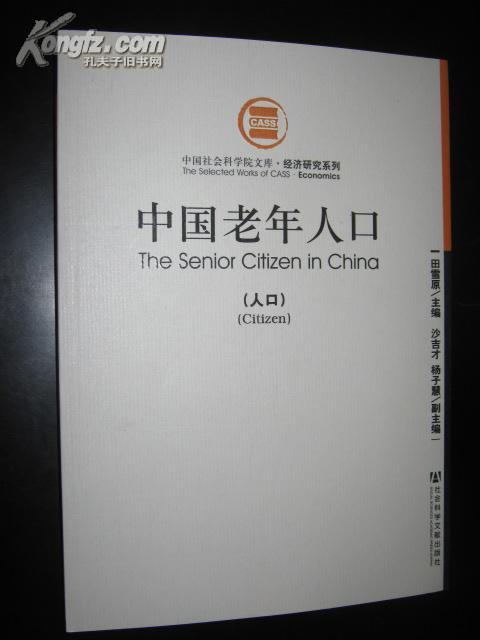 Kongfz.com
孔夫子旧书网
CASS
中国社会科学院文库·经济研究系列
The Selected Works of CASS · Economics
中国老年人口
The Senior Citizen in China
(人口)
(Citizen)
田雪原/主编 沙吉才 杨子慧/副主编
社会科学文献出版社